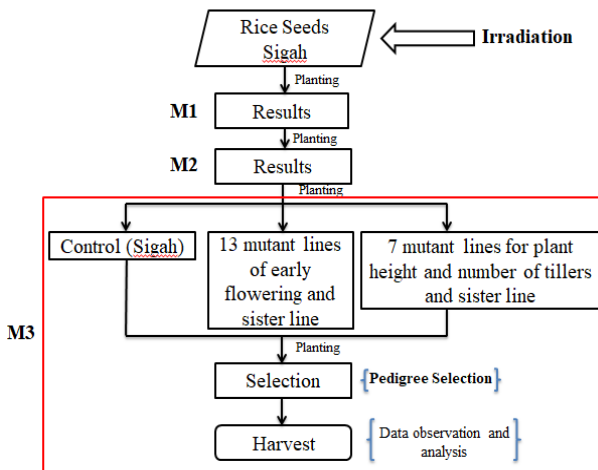 Rice Seeds
Sigah
Irradiation
Planting
M1
Results
Planting
M2
Results
Planting
Control (Sigah)
13 mutant lines
of early
flowering and
sister line
7 mutant lines for plant
height and number of tillers
and sister line
M3
Planting
Selection
{Pedigree Selection}
Harvest
{Data observation and
analysis}